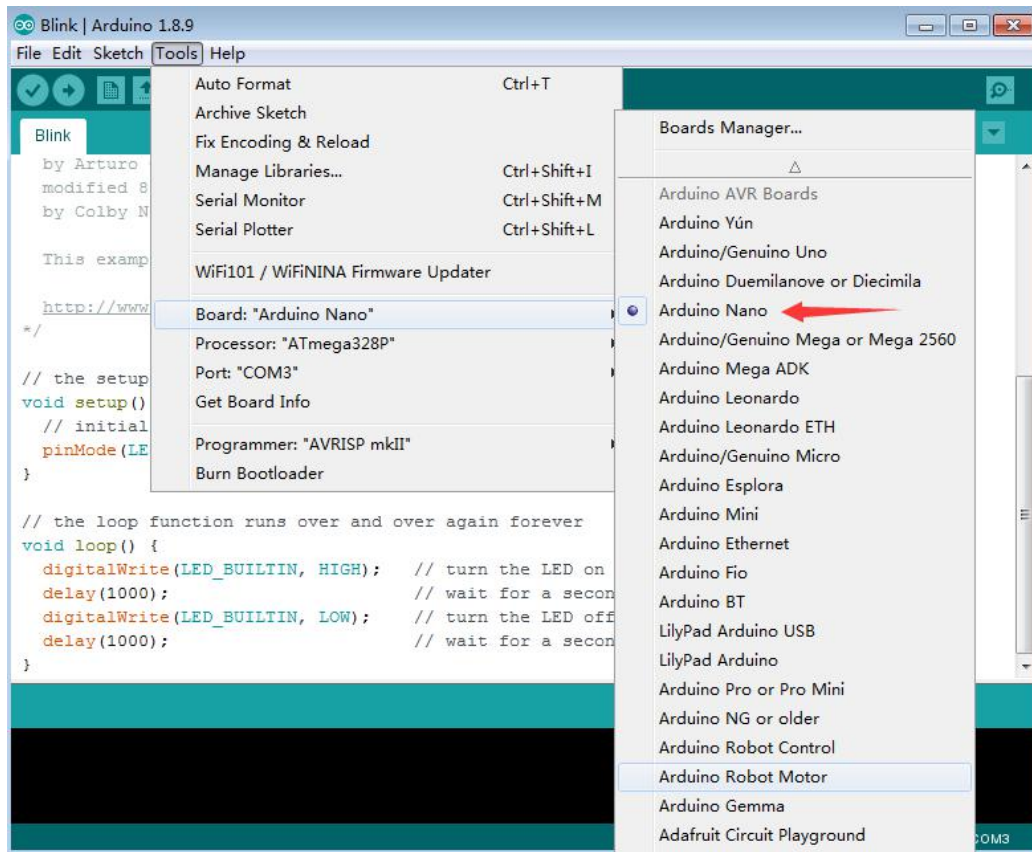 Blink | Arduino 1.8.9
File Edit Sketch Tools Help
Blink
by Arturo
modified 8
by Colby N
This examp
http://www
*/
// the setup
void setup()
// initial
pinMode(LE
}
// the loop function runs over and over again forever
void loop() {
digitalWrite(LED_BUILTIN, HIGH); // turn the LED on
delay(1000); // wait for a secon
digitalWrite(LED_BUILTIN, LOW); // turn the LED off
delay(1000); // wait for a secon
}
Auto Format Ctrl+T
Archive Sketch
Fix Encoding & Reload
Manage Libraries... Ctrl+Shift+I
Serial Monitor Ctrl+Shift+M
Serial Plotter Ctrl+Shift+L
WiFi101 / WiFiNINA Firmware Updater
Board: "Arduino Nano"
Processor: "ATmega328P"
Port: "COM3"
Get Board Info
Programmer: "AVRISP mkII"
Burn Bootloader
Boards Manager...
Arduino AVR Boards
Arduino Yún
Arduino/Genuino Uno
Arduino Duemilanove or Diecimila
Arduino Nano
Arduino/Genuino Mega or Mega 2560
Arduino Mega ADK
Arduino Leonardo
Arduino Leonardo ETH
Arduino/Genuino Micro
Arduino Esplora
Arduino Mini
Arduino Ethernet
Arduino Fio
Arduino BT
LilyPad Arduino USB
LilyPad Arduino
Arduino Pro or Pro Mini
Arduino NG or older
Arduino Robot Control
Arduino Robot Motor
Arduino Gemma
Adafruit Circuit Playground
COM3